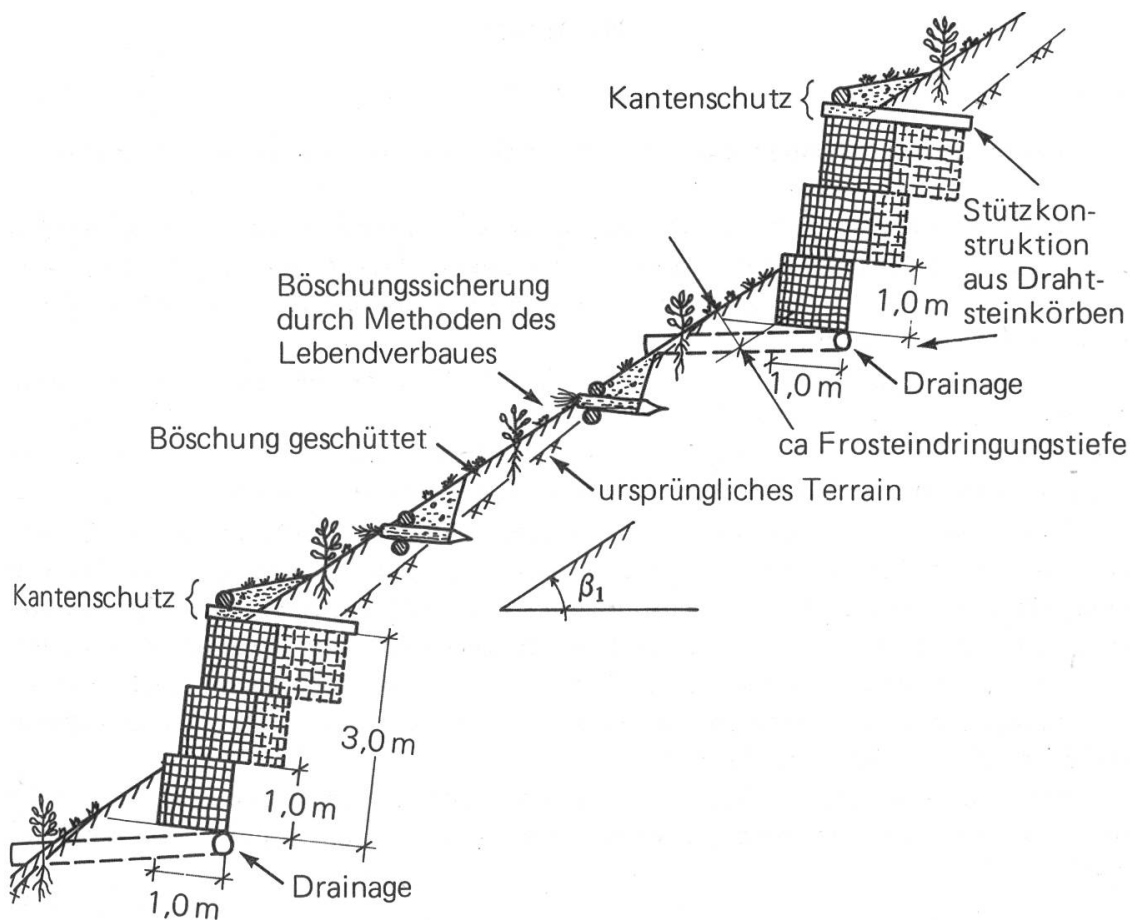 Kantenschutz {
Stützkon-
struktion
aus Draht-
steinkörben
1,0 m
1,0 m
Drainage
ca Frosteindringungstiefe
Böschungssicherung
durch Methoden des
Lebendverbaues
Böschung geschüttet
ursprüngliches Terrain
β₁
Kantenschutz {
3,0 m
1,0 m
Drainage
1,0 m